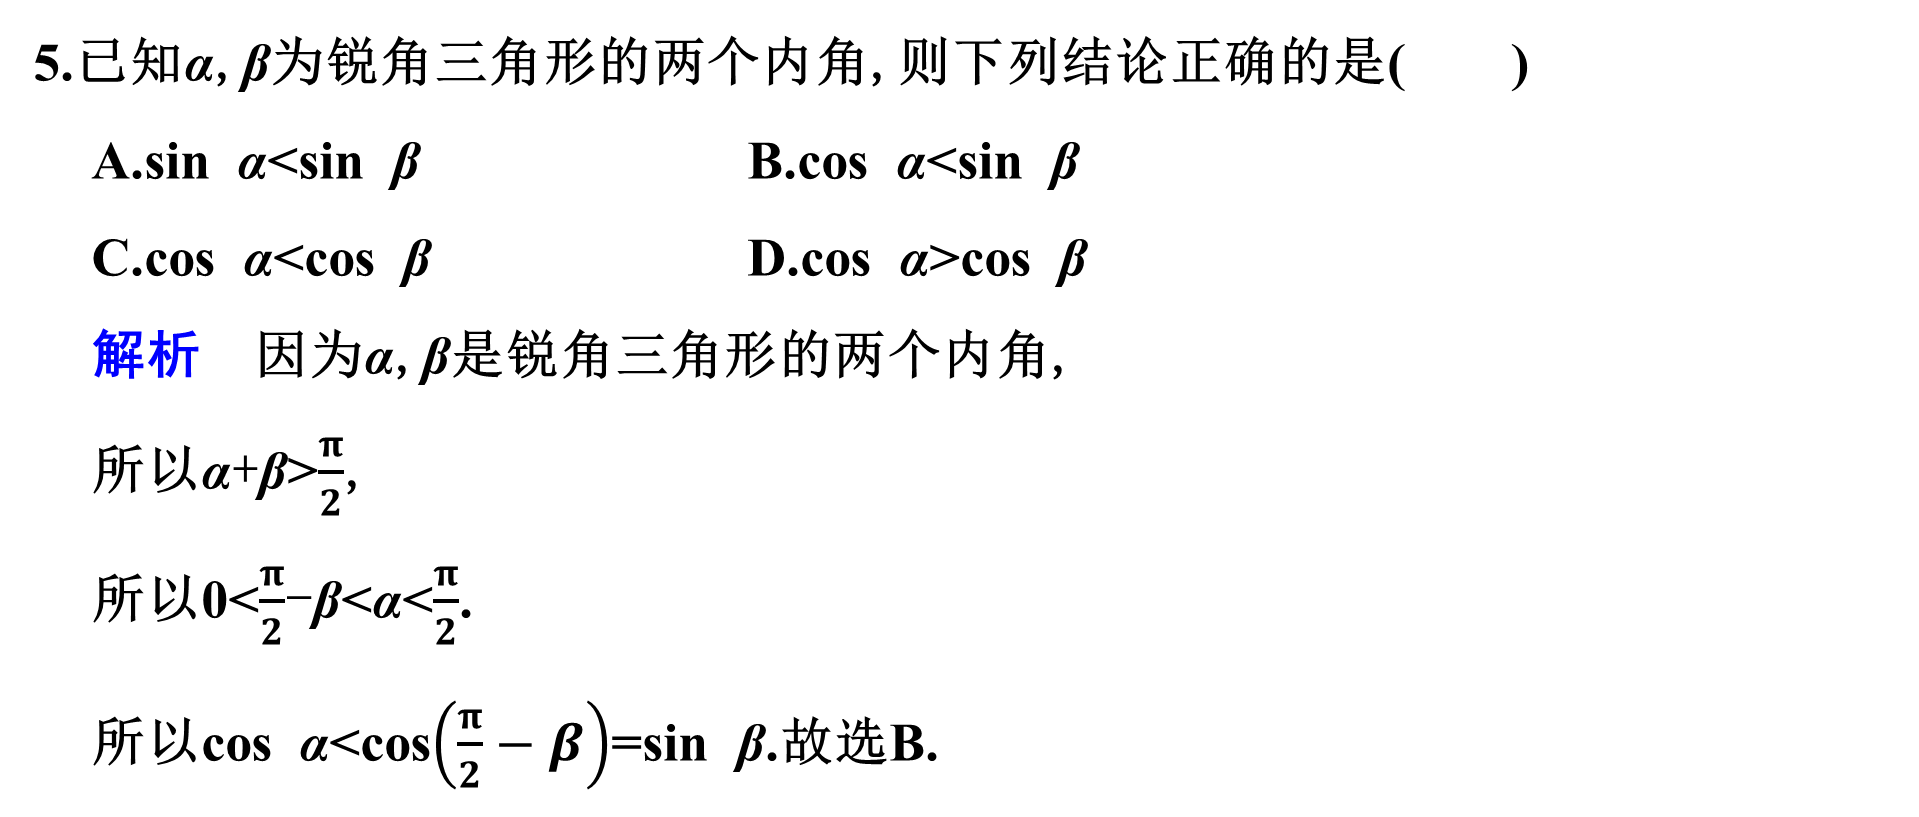 5.已知α,β为锐角三角形的两个内角,则下列结论正确的是(　　)
A.sin α<sin β　　B.cos α<sin β
C.cos α<cos β　　D.cos α>cos β
解析　因为α,β是锐角三角形的两个内角,
所以α+β>π/2,
所以0<π/2−β<α<π/2.
所以cos α<cos(π/2 − β)=sin β.故选B.